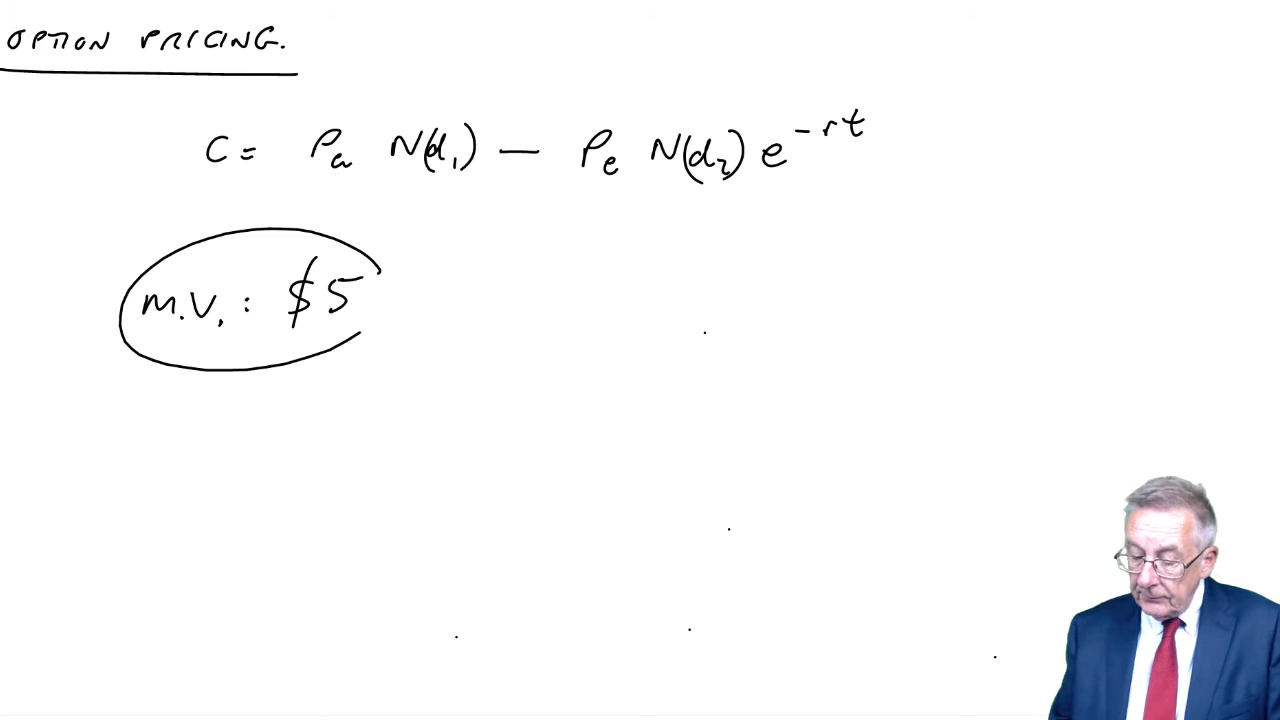 OPTION PRICING.
C = Pa N(d₁) — Pe N(d₂) e^-rt
M.V. : $5